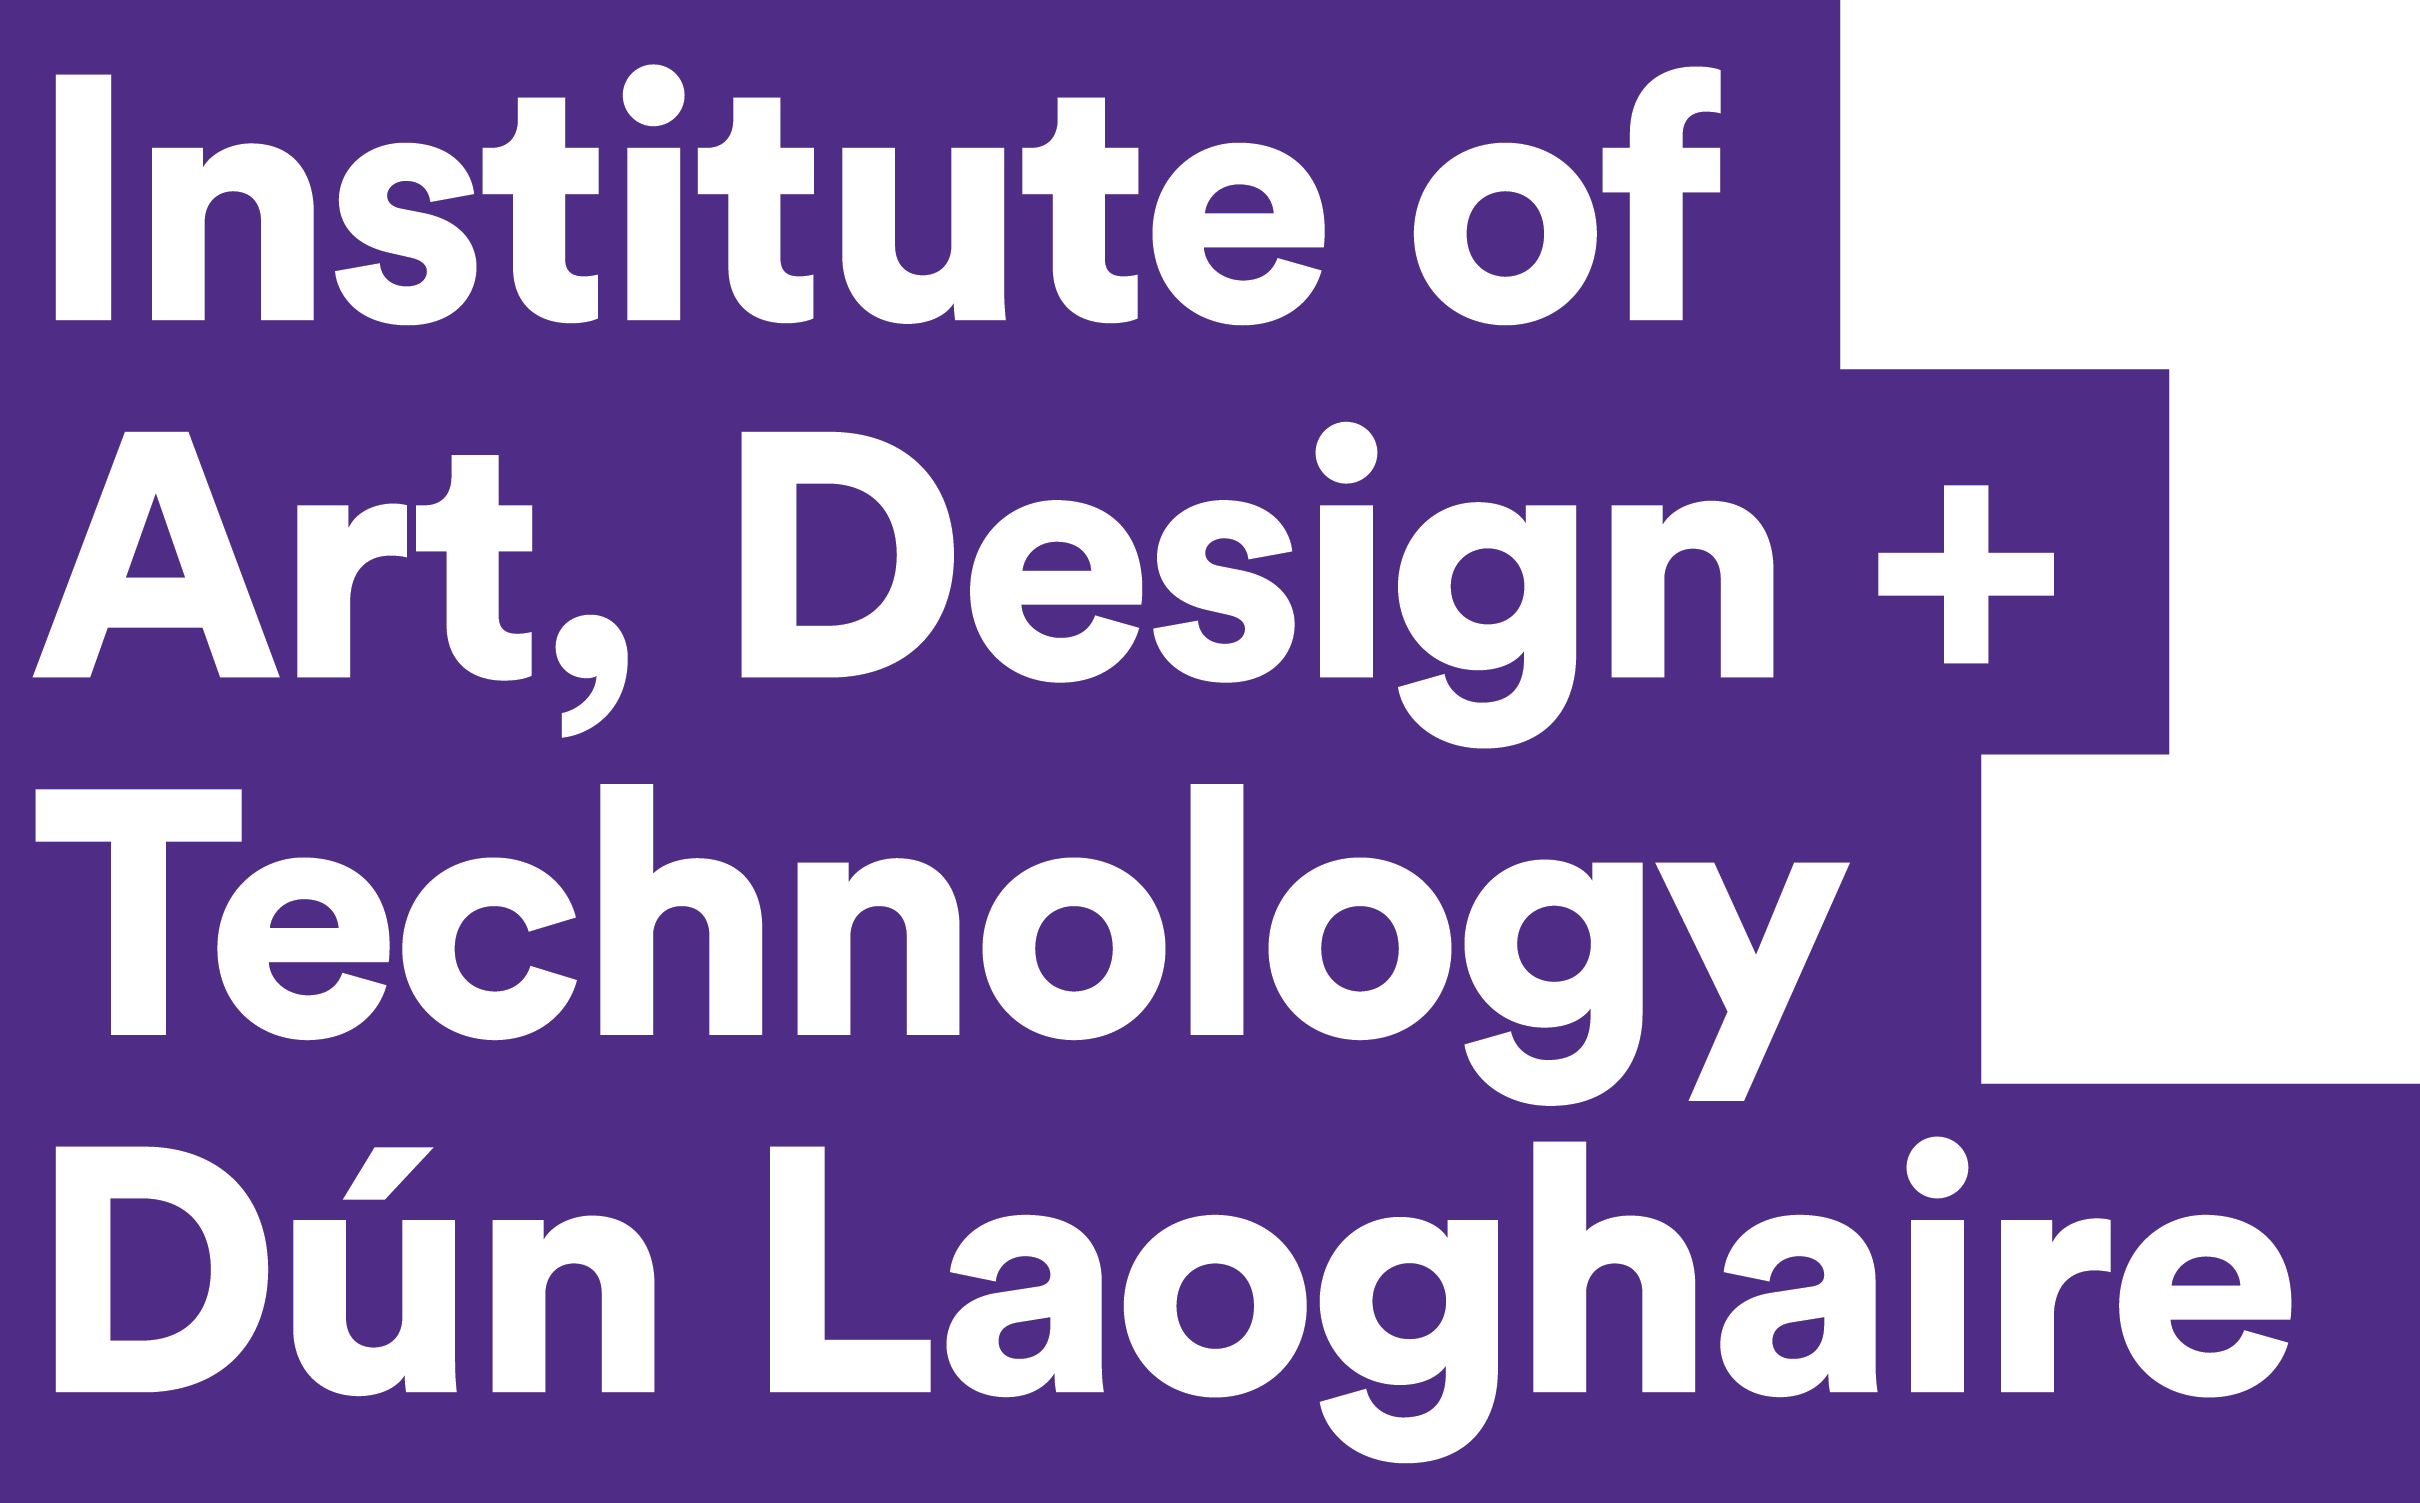 Institute of
Art, Design +
Technology
Dún Laoghaire